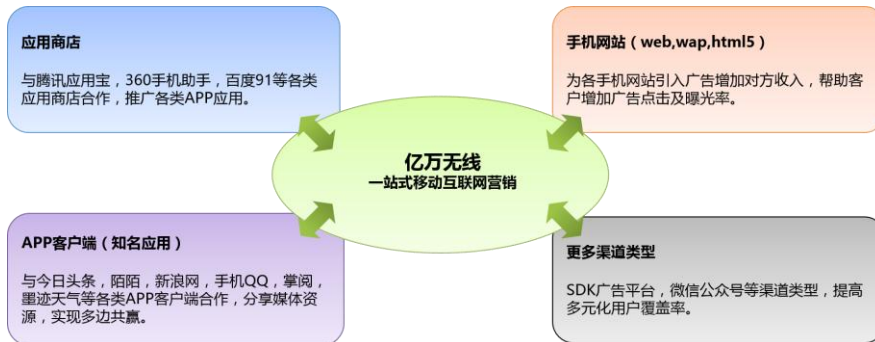 应用商店
与腾讯应用宝，360手机助手，百度91等各类
应用商店合作，推广各类APP应用。
手机网站（web,wap,html5）
为各手机网站引入广告增加对方收入，帮助客
户增加广告点击及曝光率。
亿万无线
一站式移动互联网营销
APP客户端（知名应用）
与今日头条，陌陌，新浪网，手机QQ，掌阅，
墨迹天气等各类APP客户端合作，分享媒体资
源，实现多边共赢。
更多渠道类型
SDK广告平台，微信公众号等渠道类型，提高
多元化用户覆盖率。